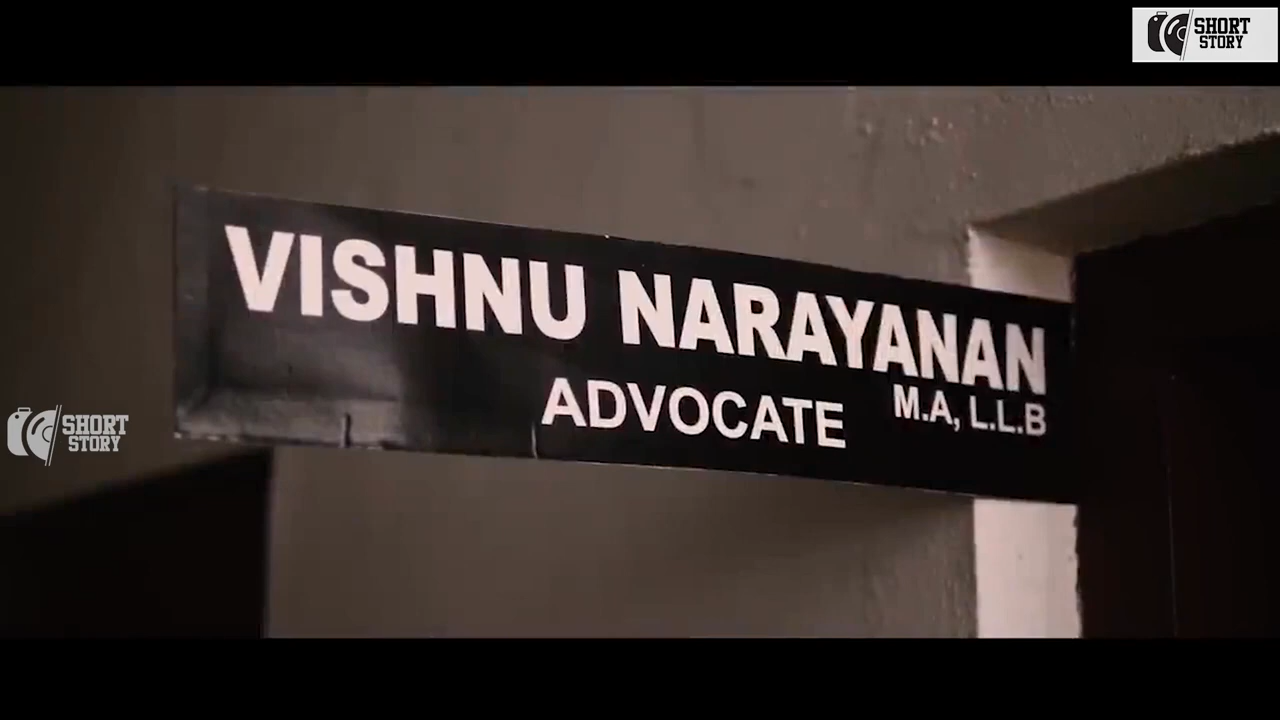 SHORT
STORY
VISHNU NARAYANAN
M.A, L.L.B
ADVOCATE
SHORT
STORY